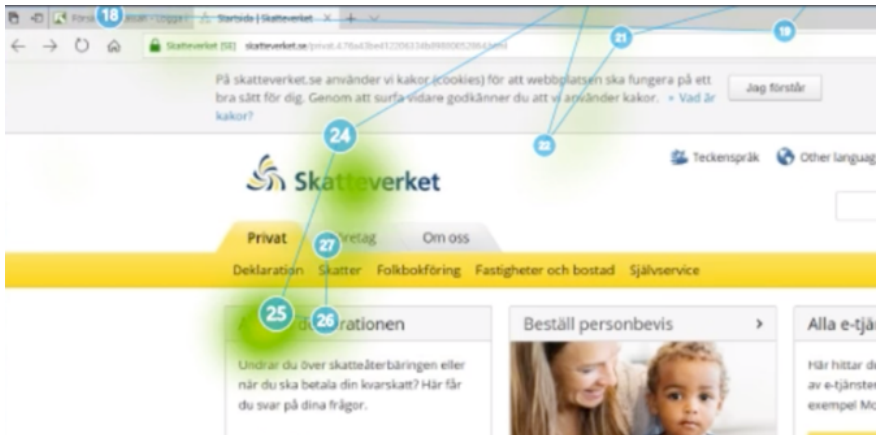 18
Startsida | Skatteverket
19
21
Skatteverket [SE] skatteverket.se/privat
På skatteverket.se använder vi kakor (cookies) för att webbplatsen ska fungera på ett
bra sätt för dig. Genom att surfa vidare godkänner du att vi använder kakor. » Vad är
kakor?
Jag förstår
24
22
Skatteverket
Teckenspråk
Other languag
Privat
Om oss
27
Deklaration Skatter Folkbokföring Fastigheter och bostad Självservice
25
26
rationen
Beställ personbevis
Alla e-tjä
Undrar du över skatteåterbäringen eller
när du ska betala din kvarskatt? Här får
du svar på dina frågor.
Här hittar du
av e-tjänster
exempel Mo